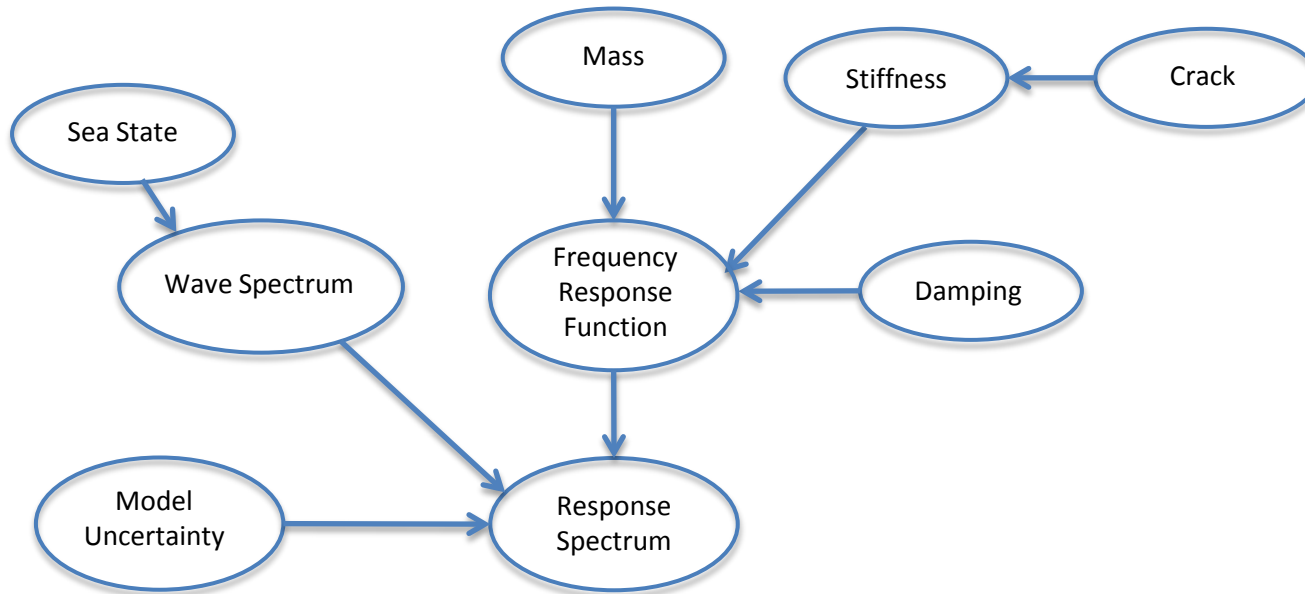 Mass
Stiffness
Crack
Sea State
Wave Spectrum
Frequency
Response
Function
Damping
Model
Uncertainty
Response
Spectrum